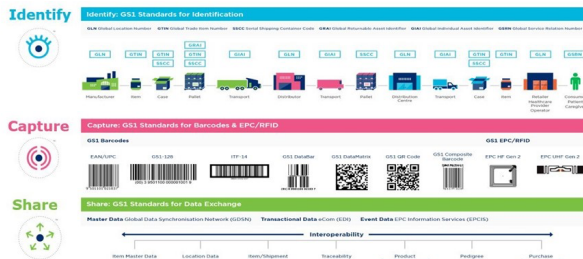 Identify
Identify: GS1 Standards for Identification
GLN Global Location Number GTIN Global Trade Item Number SSCC Serial Shipping Container Code GRAI Global Returnable Asset Identifier GIAI Global Individual Asset Identifier GSRN Global Service Relation Number
GRAI
GLN GTIN GTIN GTIN GIAI GLN GIAI SSCC GLN GIAI GTIN GTIN GLN GSRN
SSCC SSCC SSCC
Manufacturer Item Case Pallet Transport Distributor Transport Pallet Distribution Centre Transport Case Item Retailer Healthcare Provider Operator Consumer Patient
Capture
Capture: GS1 Standards for Barcodes & EPC/RFID
GS1 Barcodes GS1 EPC/RFID
EAN/UPC GS1-128 ITF-14 GS1 DataBar GS1 DataMatrix GS1 QR Code GS1 Composite Barcode EPC HF Gen 2 EPC UHF Gen 2
Share
Share: GS1 Standards for Data Exchange
Master Data Global Data Synchronisation Network (GDSN) Transactional Data eCom (EDI) Event Data EPC Information Services (EPCIS)
Interoperability
Item Master Data Location Data Item/Shipment Traceability Product Pedigree Purchase